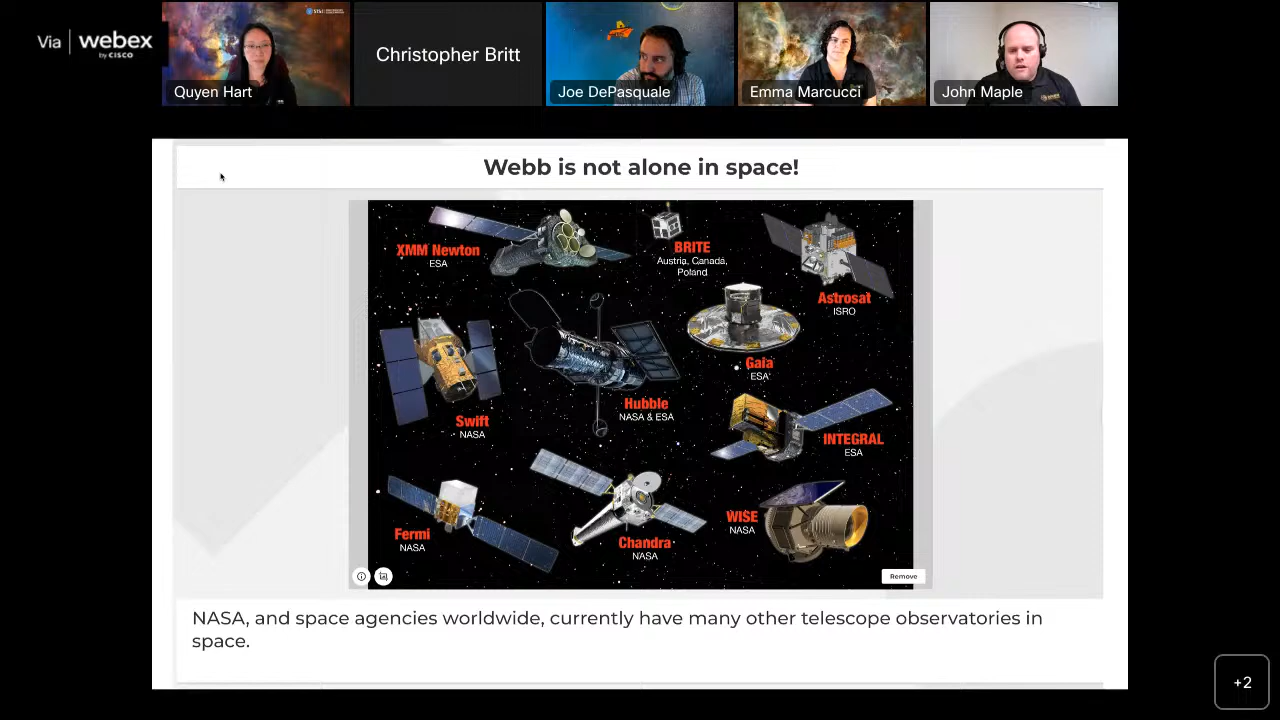 Via | webex
by CISCO
Quyen Hart
Christopher Britt
Joe DePasquale
Emma Marcucci
John Maple
Webb is not alone in space!
XMM Newton
ESA
BRITE
Austria, Canada,
Poland
Astrosat
ISRO
Gaia
ESA
Hubble
NASA & ESA
Swift
NASA
INTEGRAL
ESA
Fermi
NASA
Chandra
NASA
WISE
NASA
Remove
NASA, and space agencies worldwide, currently have many other telescope observatories in
space.
+2